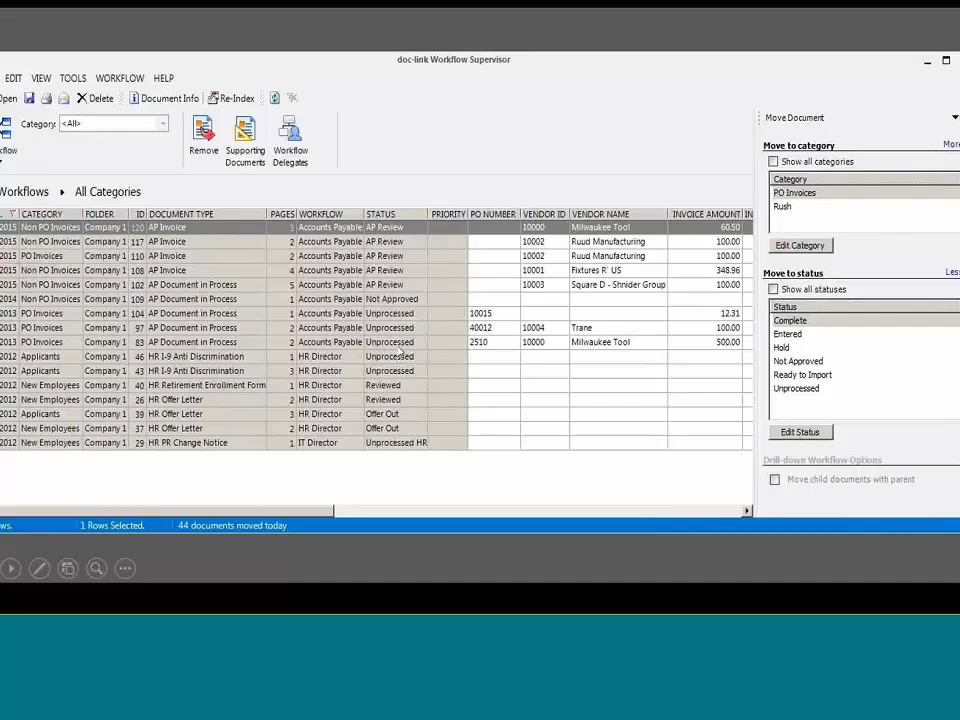 doc-link Workflow Supervisor
EDIT VIEW TOOLS WORKFLOW HELP
Open Delete Document Info Re-Index
Category: <All>
Remove Supporting Documents Workflow Delegates
Workflows All Categories
CATEGORY FOLDER ID DOCUMENT TYPE PAGES WORKFLOW STATUS PRIORITY PO NUMBER VENDOR ID VENDOR NAME INVOICE AMOUNT IN
2015 Non PO Invoices Company 1 120 AP Invoice 3 Accounts Payable AP Review 10000 Milwaukee Tool 60.50
2015 Non PO Invoices Company 1 117 AP Invoice 2 Accounts Payable AP Review 10002 Ruud Manufacturing 100.00
2015 PO Invoices Company 1 110 AP Invoice 2 Accounts Payable AP Review 10002 Ruud Manufacturing 100.00
2015 Non PO Invoices Company 1 108 AP Invoice 4 Accounts Payable AP Review 10001 Fixtures R' US 348.96
2015 Non PO Invoices Company 1 102 AP Document in Process 5 Accounts Payable AP Review 10003 Square D - Shnider Group 100.00
2014 Non PO Invoices Company 1 109 AP Document in Process 1 Accounts Payable Not Approved
2013 PO Invoices Company 1 104 AP Document in Process 1 Accounts Payable Unprocessed 10015 12.31
2013 PO Invoices Company 1 97 AP Document in Process 2 Accounts Payable Unprocessed 40012 10004 Trane 100.00
2013 PO Invoices Company 1 83 AP Document in Process 2 Accounts Payable Unprocessed 2510 10000 Milwaukee Tool 500.00
2012 Applicants Company 1 46 HR I-9 Anti Discrimination 1 HR Director Unprocessed
2012 Applicants Company 1 43 HR I-9 Anti Discrimination 3 HR Director Unprocessed
2012 New Employees Company 1 40 HR Retirement Enrollment Form 1 HR Director Reviewed
2012 New Employees Company 1 26 HR Offer Letter 2 HR Director Reviewed
2012 Applicants Company 1 39 HR Offer Letter 3 HR Director Offer Out
2012 New Employees Company 1 37 HR Offer Letter 2 HR Director Offer Out
2012 New Employees Company 1 29 HR PR Change Notice 1 IT Director Unprocessed HR
ws. 1 Rows Selected. 44 documents moved today
Move Document
Move to category More
Show all categories
Category
PO Invoices
Rush
Edit Category
Move to status Less
Show all statuses
Status
Complete
Entered
Hold
Not Approved
Ready to Import
Unprocessed
Edit Status
Drill-down Workflow Options
Move child documents with parent